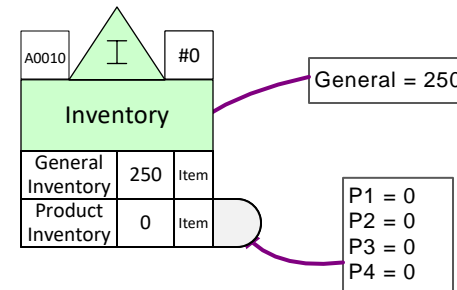 A0010
I
#0
Inventory
General = 250
General
Inventory
250
Item
Product
Inventory
0
Item
P1 = 0
P2 = 0
P3 = 0
P4 = 0